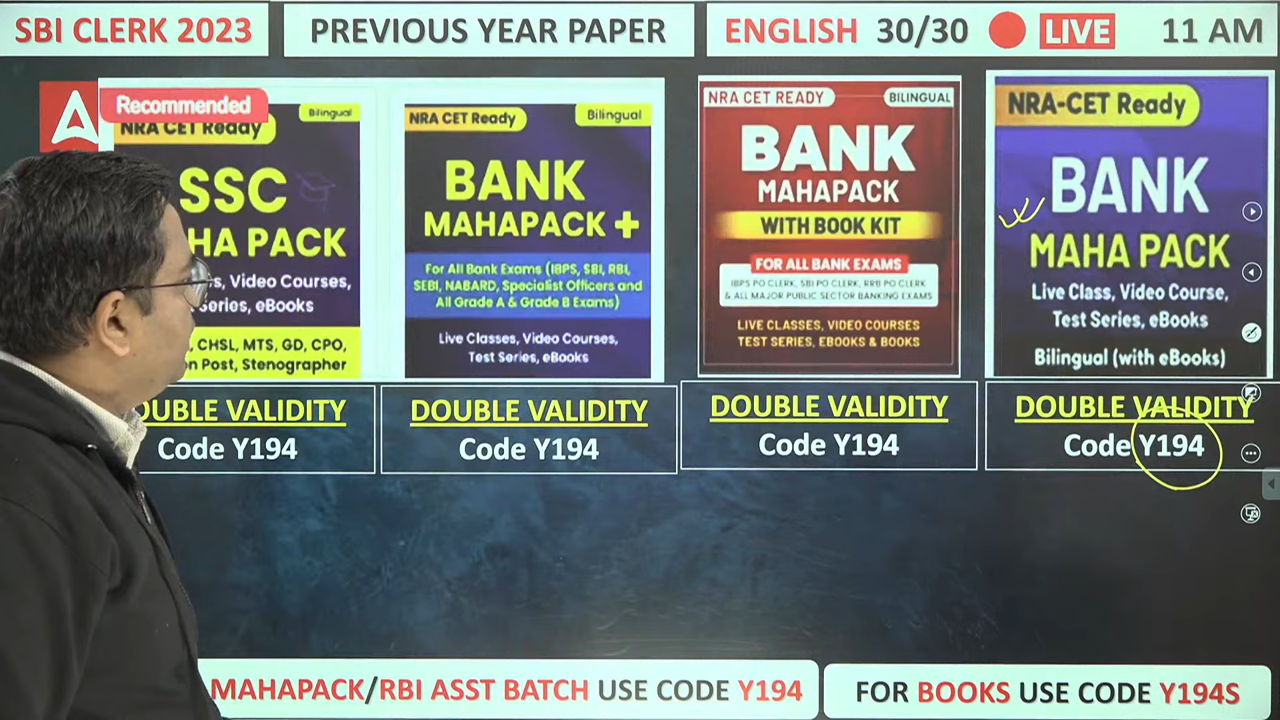 SBI CLERK 2023
PREVIOUS YEAR PAPER
ENGLISH 30/30 LIVE 11 AM
Recommended
NRA CET Ready
Bilingual
SSC
HA PACK
Video Courses,
Series, eBooks
CHSL, MTS, GD, CPO,
Post, Stenographer
OUBLE VALIDITY
Code Y194
NRA CET Ready
Bilingual
BANK
MAHAPACK +
For All Bank Exams (IBPS, SBI, RBI,
SEBI, NABARD, Specialist Officers and
All Grade A & Grade B Exams)
Live Classes, Video Courses,
Test Series, eBooks
DOUBLE VALIDITY
Code Y194
NRA CET READY
BILINGUAL
BANK
MAHAPACK
WITH BOOK KIT
FOR ALL BANK EXAMS
IBPS PO CLERK, SBI PO CLERK, RRB PO CLERK
& ALL MAJOR PUBLIC SECTOR BANKING EXAMS
LIVE CLASSES, VIDEO COURSES
TEST SERIES, EBOOKS & BOOKS
DOUBLE VALIDITY
Code Y194
NRA-CET Ready
BANK
MAHA PACK
Live Class, Video Course,
Test Series, eBooks
Bilingual (with eBooks)
DOUBLE VALIDITY
Code Y194
MAHAPACK/RBI ASST BATCH USE CODE Y194
FOR BOOKS USE CODE Y194S